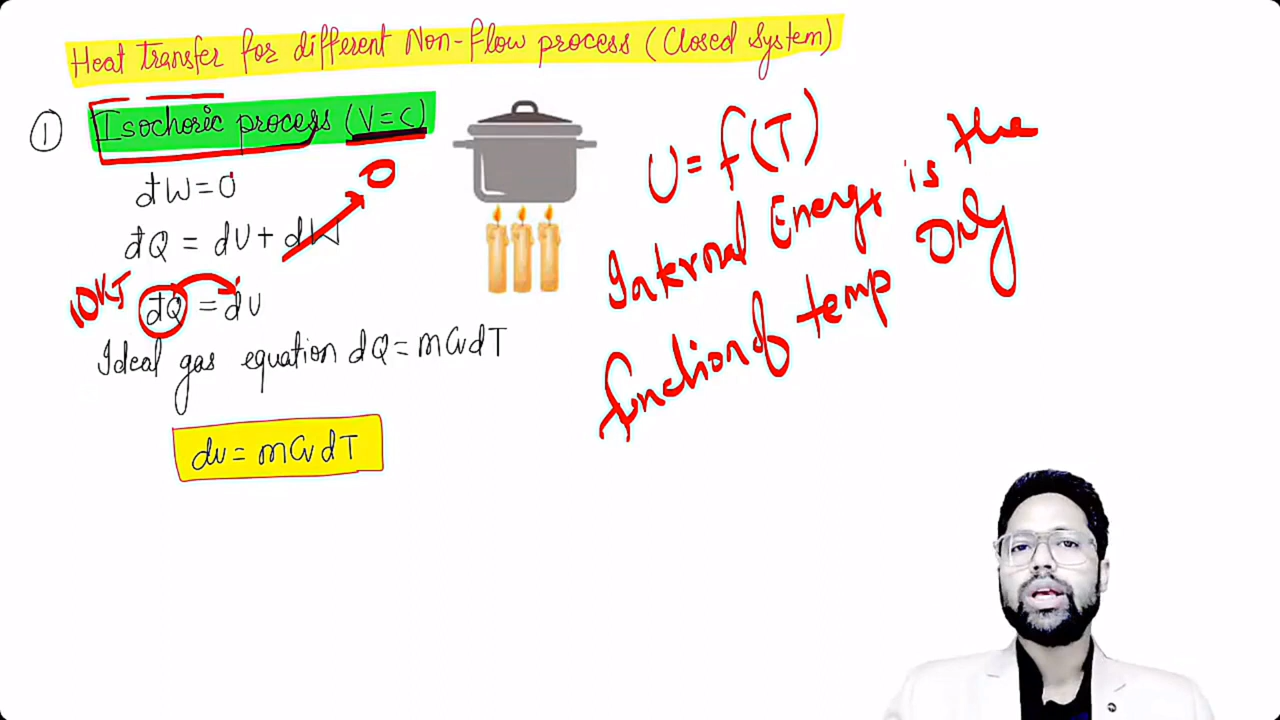 Heat transfer for different Non-flow process (Closed System)
① Isochoric process (V=C)
dW=0
0
dQ = dU+ dW
10KJ
dQ = dU
Ideal gas equation dQ=mCvdT
du= mCvdT
U= f(T)
Internal Energy is the
function of temp Only